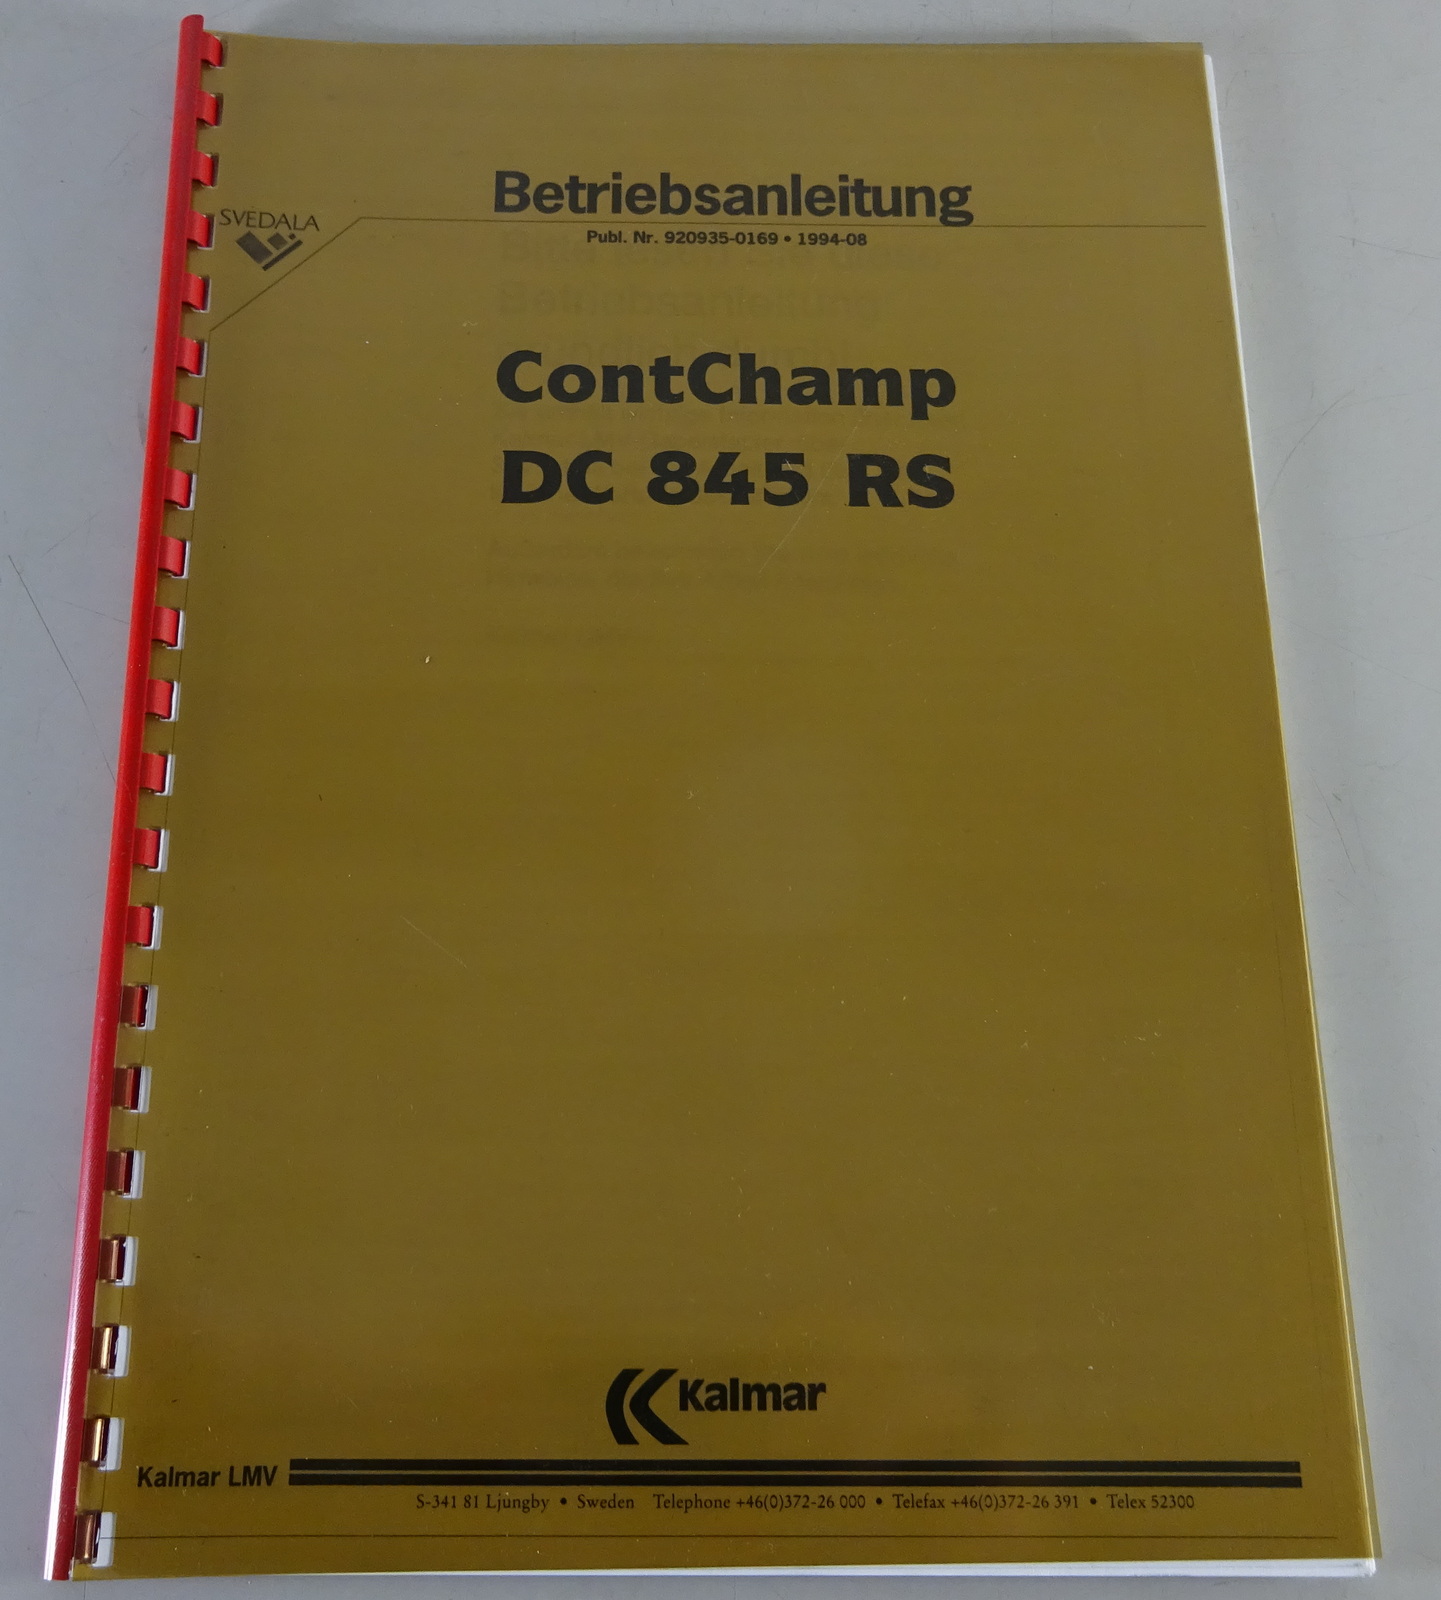 Betriebsanleitung
SVEDALA
Publ. Nr. 920935-0169 • 1994-08
Betriebsanleitung
ContChamp
DC 845 RS
Kalmar
Kalmar LMV
S-341 81 Ljungby • Sweden Telephone +46(0)372-26 000 • Telefax +46(0)372-26 391 • Telex 52300